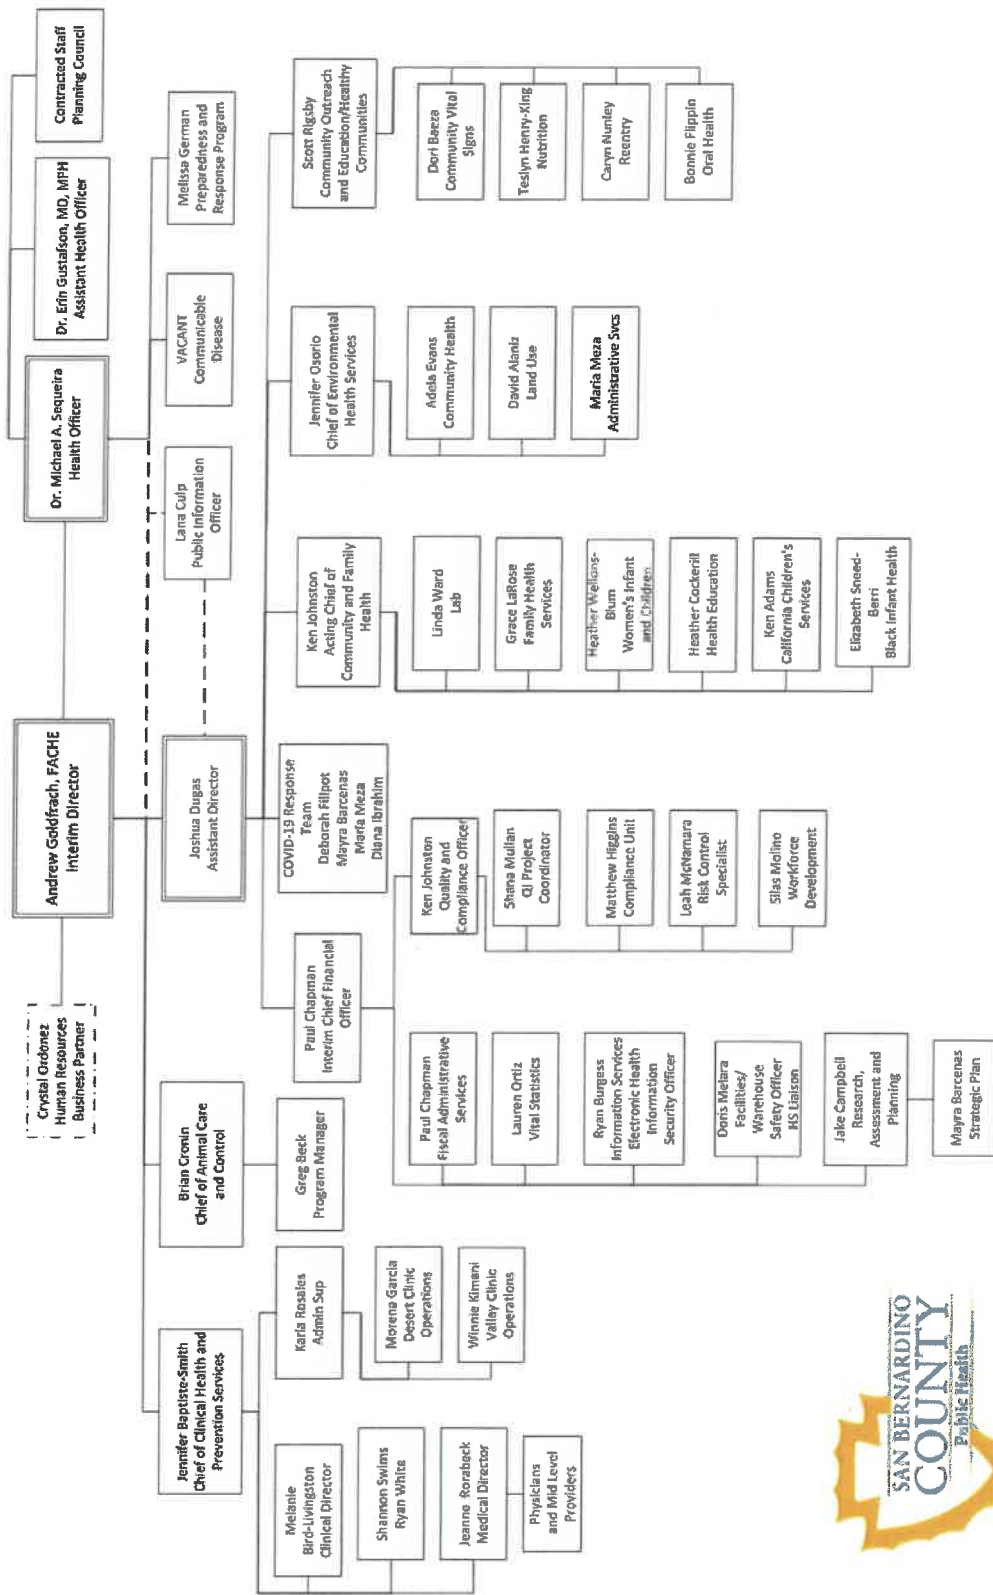 Crystal Ordonez
Human Resources
Business Partner
Andrew Goldfrach, FACHE
Interim Director
Dr. Michael A. Sequeira
Health Officer
Dr. Erin Gustafson, MD, MPH
Assistant Health Officer
Contracted Staff
Planning Council
Jennifer Baptiste-Smith
Chief of Clinical Health and
Prevention Services
Brian Cronin
Chief of Animal Care
and Control
Joshua Dugas
Assistant Director
Lana Culp
Public Information
Officer
VACANT
Communicable
Disease
Melissa German
Preparedness and
Response Program
Melanie
Bird-Livingston
Clinical Director
Shannon Swims
Ryan White
Jeanne Rorabeck
Medical Director
Physicians
and Mid Level
Providers
Karla Rosales
Admin Sup
Morena Garcia
Desert Clinic
Operations
Winnie Kimani
Valley Clinic
Operations
Greg Beck
Program Manager
Paul Chapman
Interim Chief Financial
Officer
Paul Chapman
Fiscal Administrative
Services
Lauren Ortiz
Vital Statistics
Ryan Burgess
Information Services
Electronic Health
Information
Security Officer
Doris Melara
Facilities/
Warehouse
Safety Officer
HS Liaison
Jake Campbell
Research,
Assessment and
Planning
Mayra Barcenas
Strategic Plan
Ken Johnston
Quality and
Compliance Officer
Shana Mullan
QI Project
Coordinator
Matthew Higgins
Compliance Unit
Leah McNamara
Risk Control
Specialist
Silas Molino
Workforce
Development
COVID-19 Response
Team
Deborah Fillpot
Mayra Barcenas
Maria Meza
Diana Ibrahim
Ken Johnston
Acting Chief of
Community and Family
Health
Linda Ward
Lab
Grace LaRose
Family Health
Services
Heather Wellons-
Blum
Women's Infant
and Children
Heather Cockerill
Health Education
Ken Adams
California Children's
Services
Elizabeth Sneed-
Berri
Black Infant Health
Jennifer Osorio
Chief of Environmental
Health Services
Adela Evans
Community Health
David Alaniz
Land Use
Maria Meza
Administrative Svcs
Scott Rigsby
Community Outreach
and Education/Healthy
Communities
Dori Baeza
Community Vital
Signs
Teslyn Henry-King
Nutrition
Caryn Nunley
Reentry
Bonnie Flippin
Oral Health
SAN BERNARDINO
COUNTY
Public Health